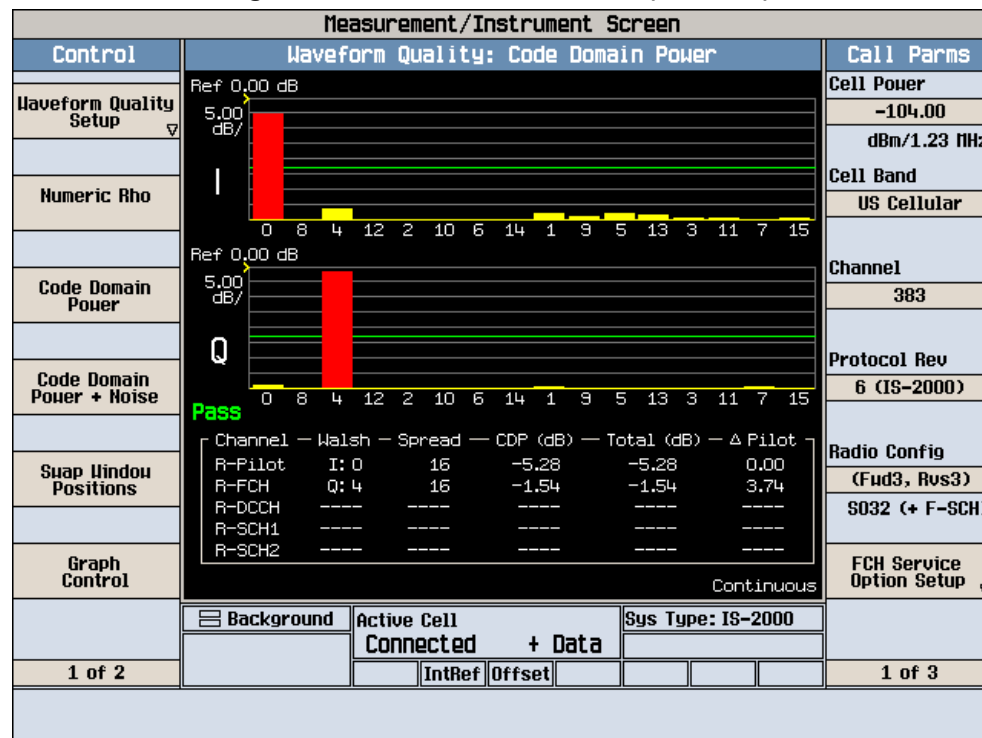 Measurement/Instrument Screen
Control
Waveform Quality: Code Domain Power
Call Parms
Waveform Quality
Setup
Numeric Rho
Code Domain
Power
Code Domain
Power + Noise
Swap Window
Positions
Graph
Control
1 of 2
Ref 0.00 dB
5.00
dB/
I
0 8 4 12 2 10 6 14 1 9 5 13 3 11 7 15
Ref 0.00 dB
5.00
dB/
Q
0 8 4 12 2 10 6 14 1 9 5 13 3 11 7 15
Pass
Channel — Walsh — Spread — CDP (dB) — Total (dB) — Δ Pilot
R-Pilot I: 0 16 -5.28 -5.28 0.00
R-FCH Q: 4 16 -1.54 -1.54 3.74
R-DCCH ---- ---- ---- ---- ----
R-SCH1 ---- ---- ---- ---- ----
R-SCH2 ---- ---- ---- ---- ----
Continuous
Background
Active Cell
Connected + Data
Sys Type: IS-2000
IntRef Offset
Cell Power
-104.00
dBm/1.23 MHz
Cell Band
US Cellular
Channel
383
Protocol Rev
6 (IS-2000)
Radio Config
(Fwd3, Rvs3)
SO32 (+ F-SCH)
FCH Service
Option Setup
1 of 3